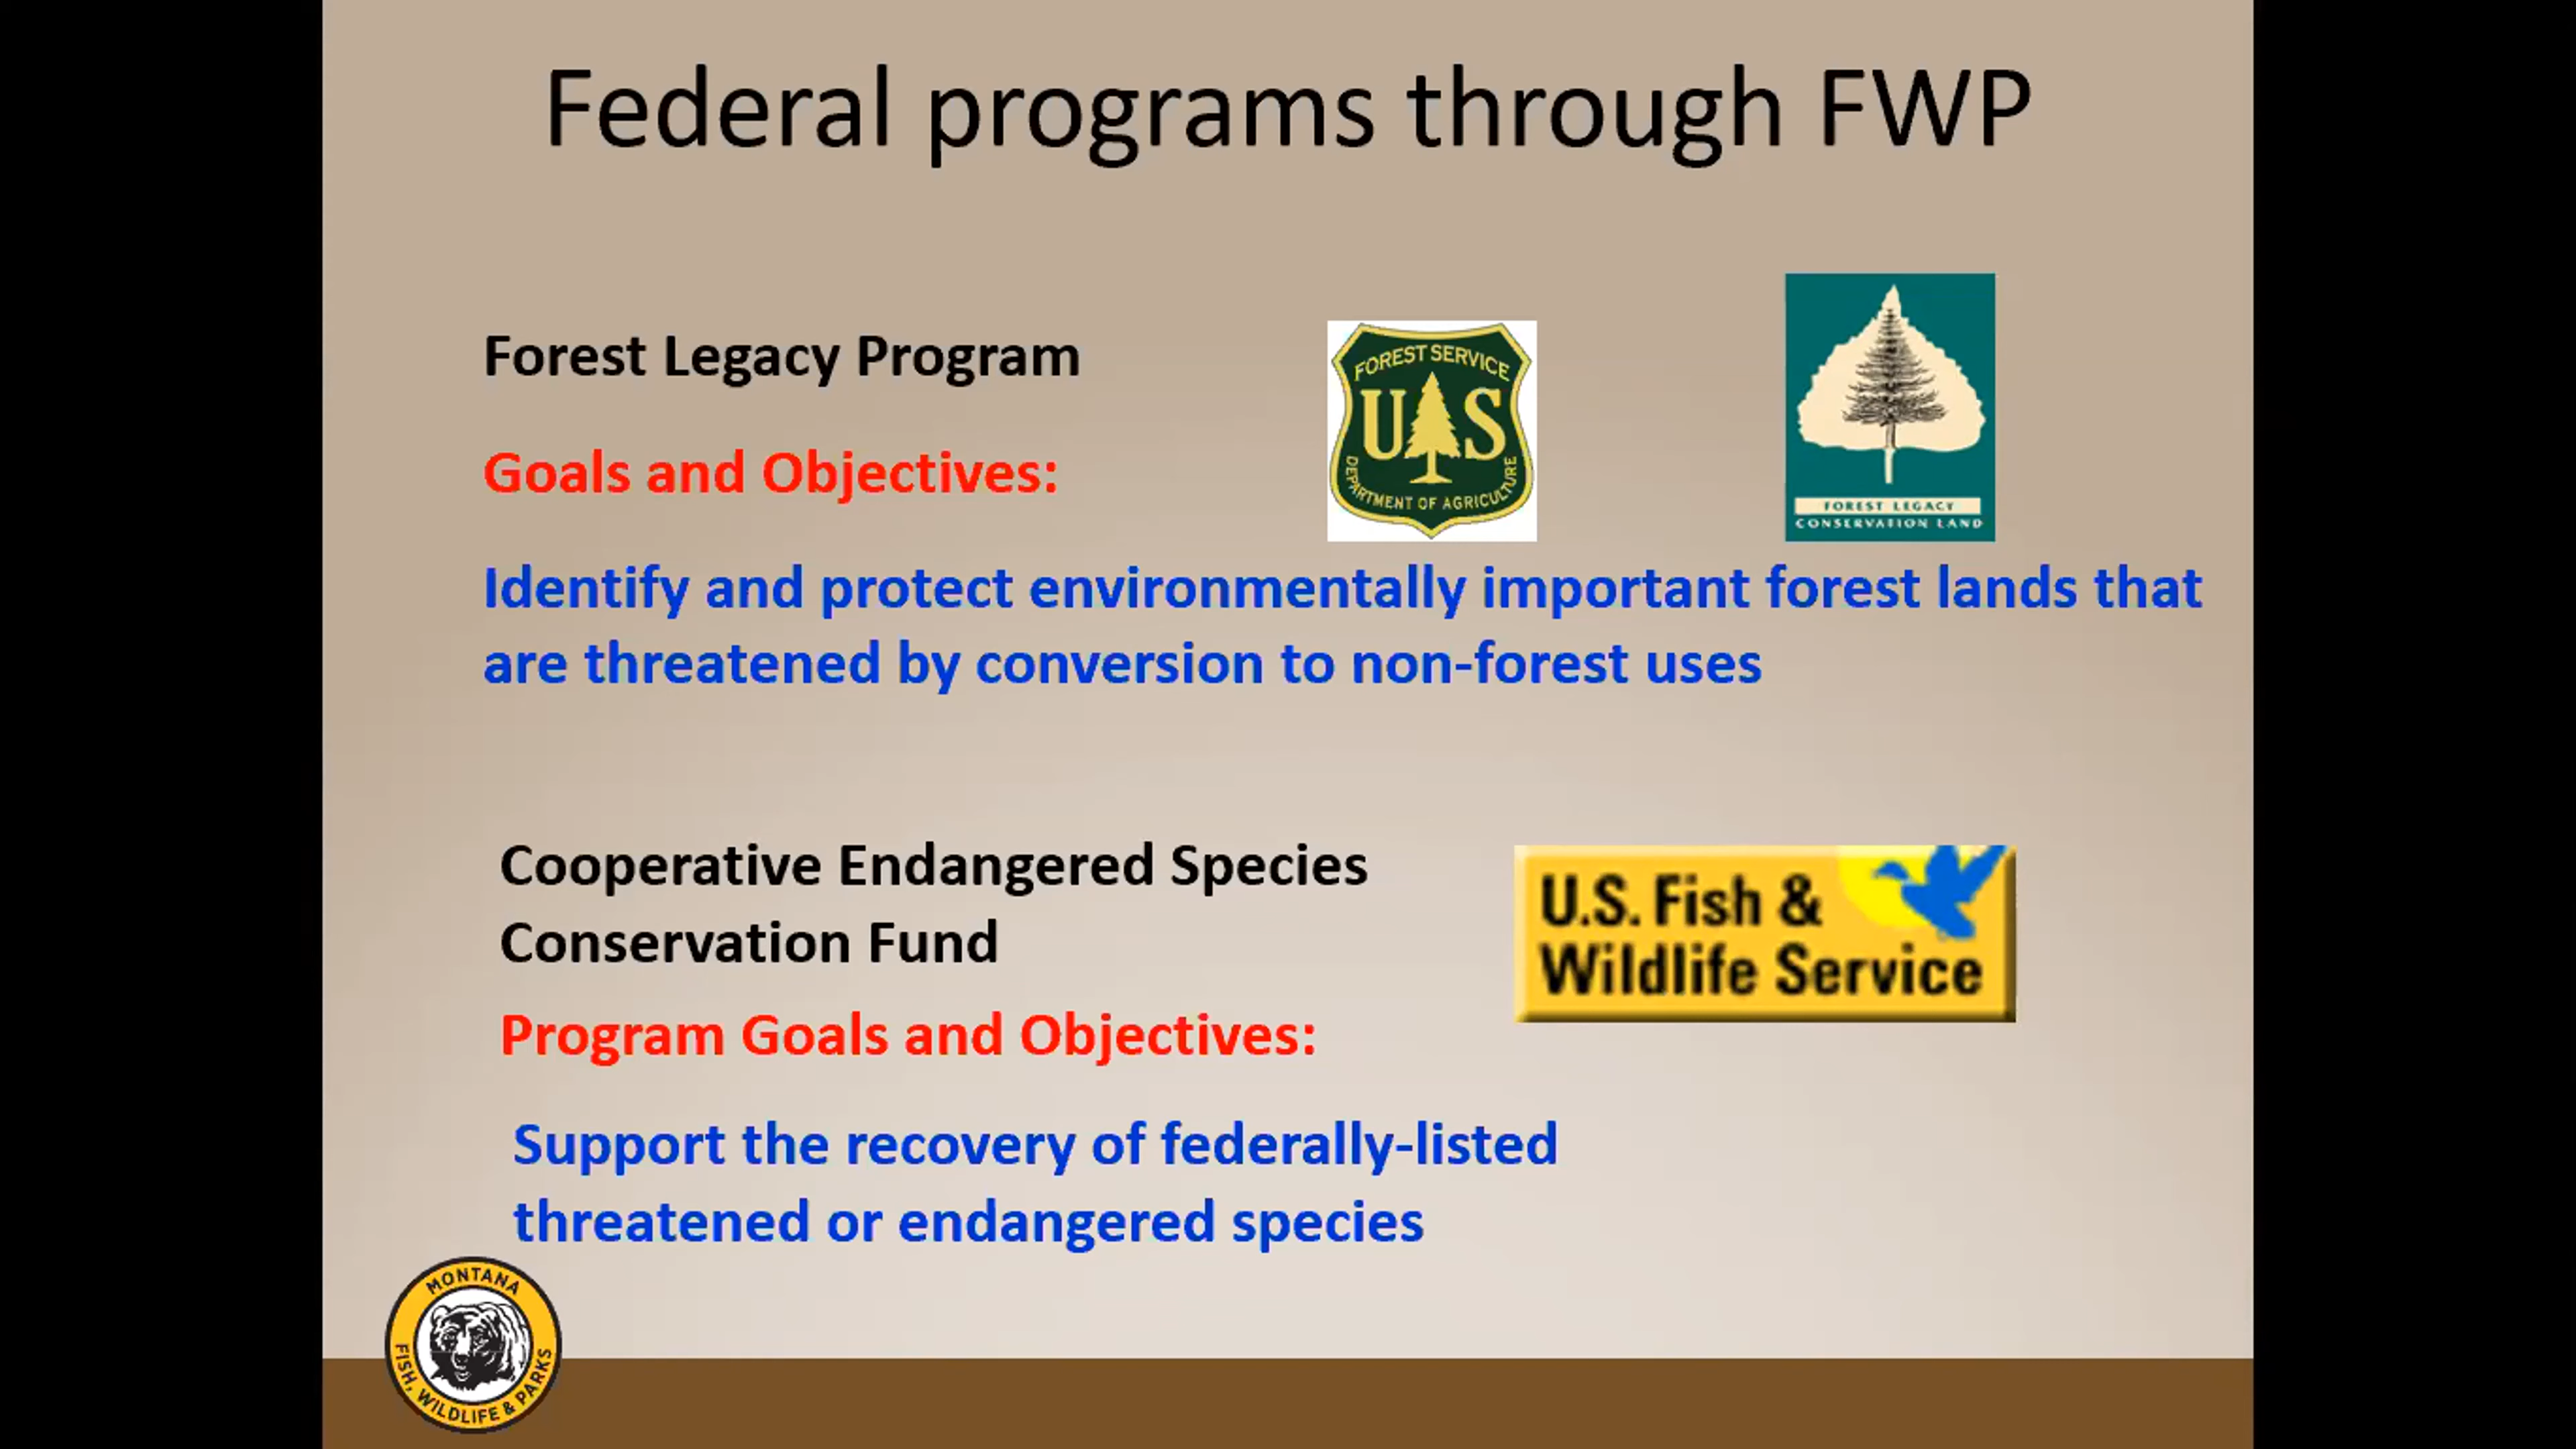 Federal programs through FWP
Forest Legacy Program
FOREST SERVICE
U S
DEPARTMENT OF AGRICULTURE
FOREST LEGACY
CONSERVATION LAND
Goals and Objectives:
Identify and protect environmentally important forest lands that
are threatened by conversion to non-forest uses
Cooperative Endangered Species
Conservation Fund
U.S. Fish &
Wildlife Service
Program Goals and Objectives:
Support the recovery of federally-listed
threatened or endangered species
MONTANA
FISH, WILDLIFE & PARKS